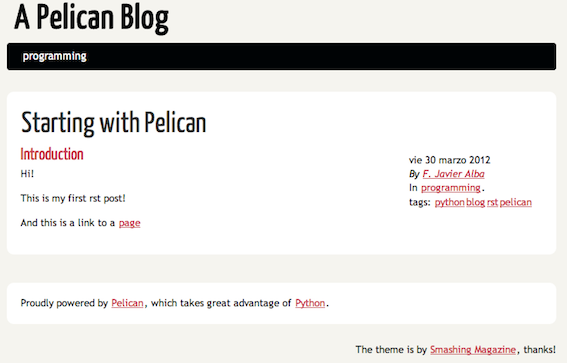 A Pelican Blog
programming
Starting with Pelican
Introduction
Hi!
This is my first rst post!
And this is a link to a page
vie 30 marzo 2012
By F. Javier Alba
In programming.
tags: python blog rst pelican
Proudly powered by Pelican, which takes great advantage of Python.
The theme is by Smashing Magazine, thanks!